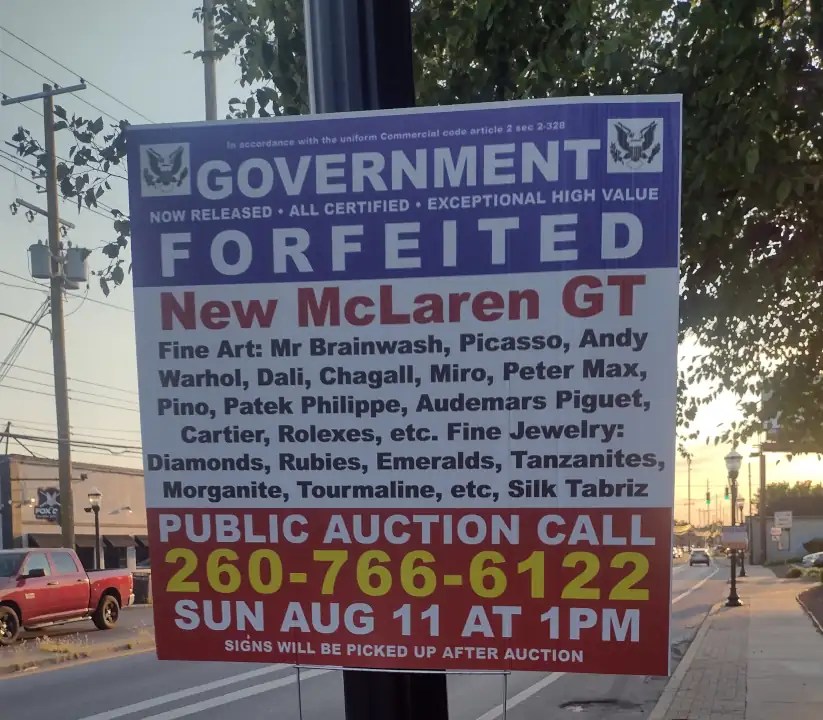 In accordance with the uniform Commercial code article 2 sec 2-328
GOVERNMENT
NOW RELEASED • ALL CERTIFIED • EXCEPTIONAL HIGH VALUE
FORFEITED
New McLaren GT
Fine Art: Mr Brainwash, Picasso, Andy
Warhol, Dali, Chagall, Miro, Peter Max,
Pino, Patek Philippe, Audemars Piguet,
Cartier, Rolexes, etc. Fine Jewelry:
Diamonds, Rubies, Emeralds, Tanzanites,
Morganite, Tourmaline, etc, Silk Tabriz
PUBLIC AUCTION CALL
260-766-6122
SUN AUG 11 AT 1PM
SIGNS WILL BE PICKED UP AFTER AUCTION